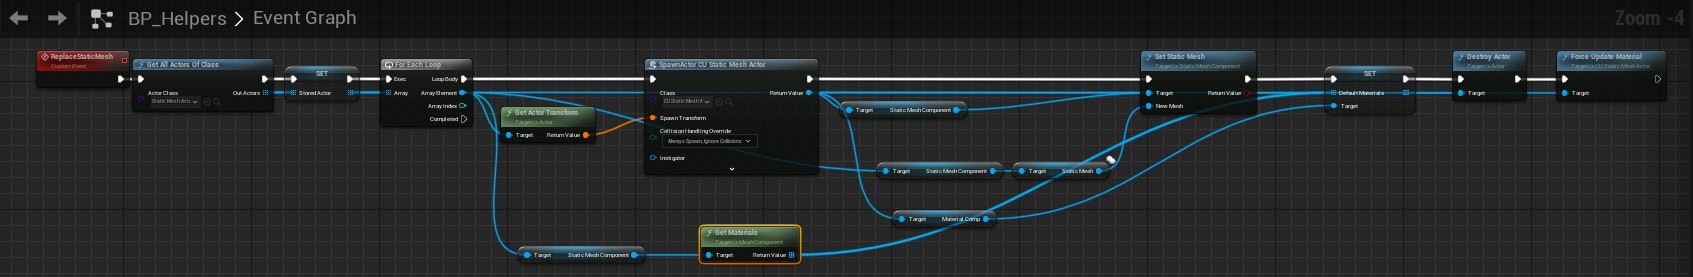 BP_Helpers > Event Graph
Zoom -4
ReplaceStaticMesh
Custom Event
Get All Actors Of Class
Actor Class
Static Mesh Act
Out Actors
SET
Stored Actor
For Each Loop
Exec
Loop Body
Array
Array Element
Array Index
Completed
Get Actor Transform
Target is Actor
Target
Return Value
SpawnActor CU Static Mesh Actor
Class
CU Static Mesh A
Return Value
Spawn Transform
Collision Handling Override
Always Spawn, Ignore Collisions
Instigator
Target
Static Mesh Component
Target
Static Mesh Component
Target
Static Mesh
Target
Material Comp
Target
Static Mesh Component
Get Materials
Target is Mesh Component
Target
Return Value
Set Static Mesh
Target is Static Mesh Component
Target
Return Value
New Mesh
SET
Default Materials
Target
Destroy Actor
Target is Actor
Target
Force Update Material
Target is CU Static Mesh Actor
Target